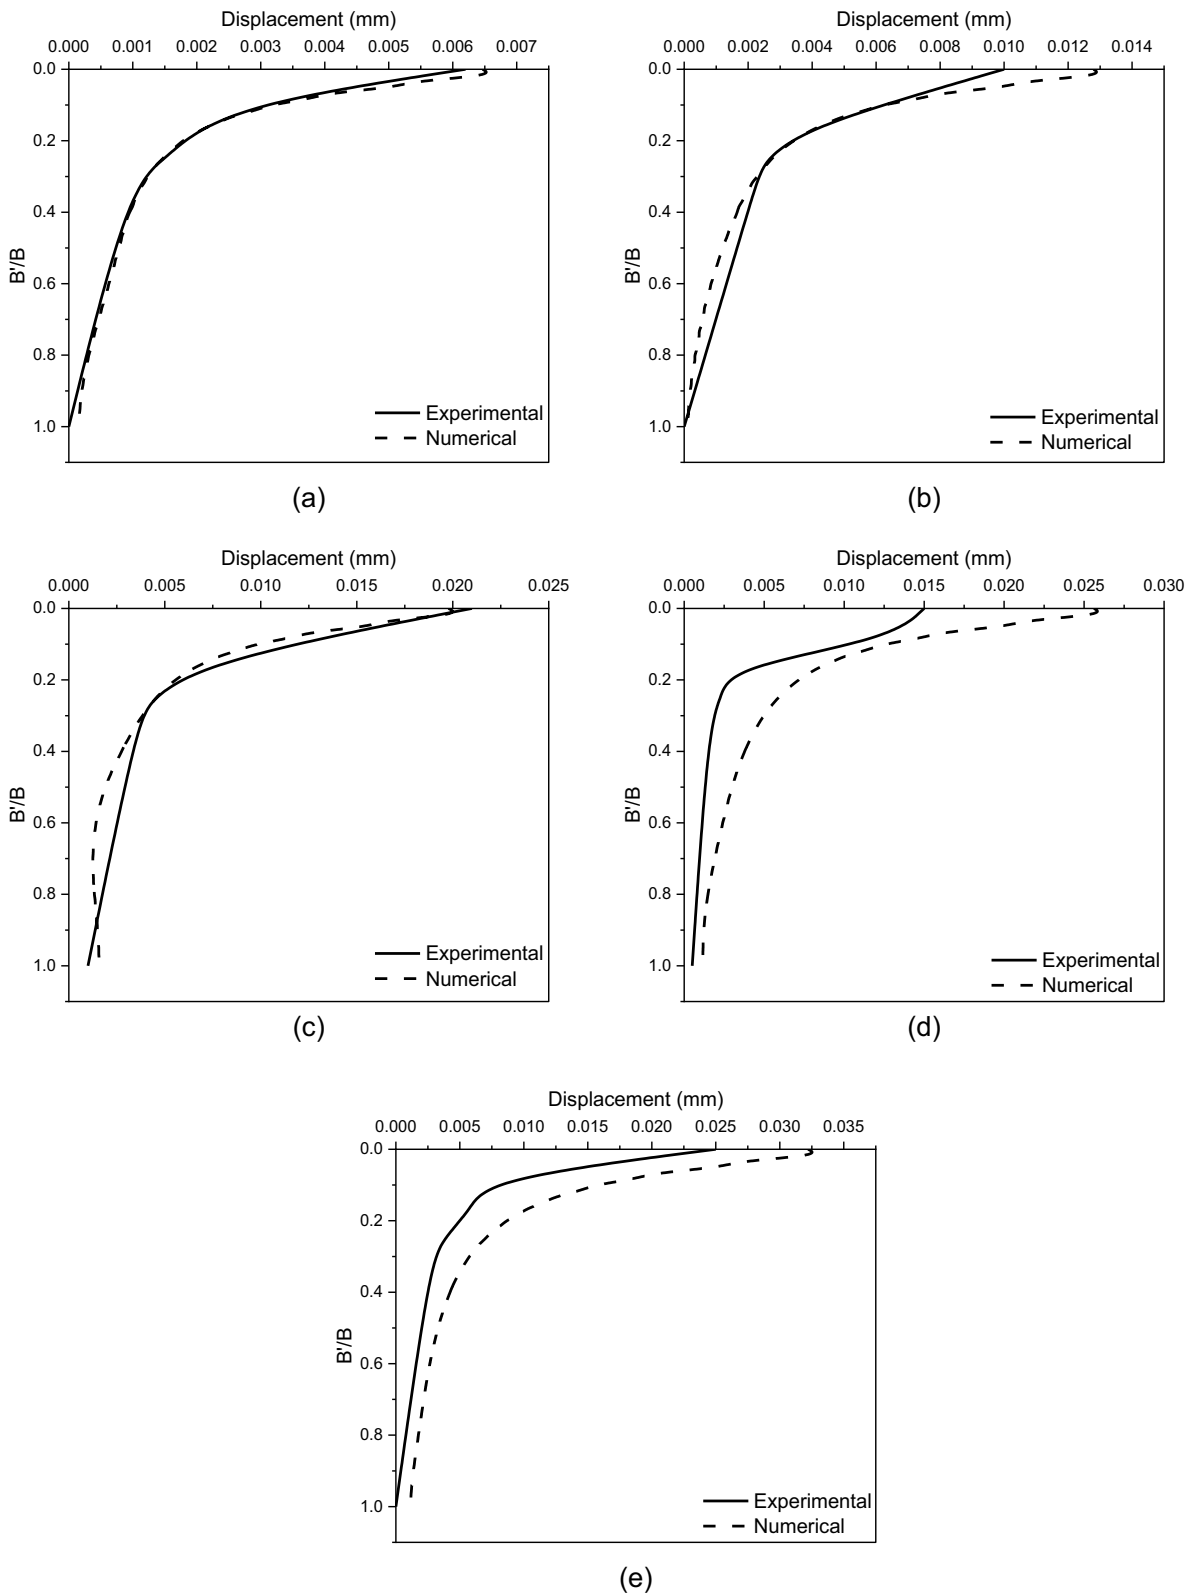 Displacement (mm)
0.000 0.001 0.002 0.003 0.004 0.005 0.006 0.007
0.0
0.2
0.4
0.6
0.8
1.0
B'/B
Experimental
Numerical
(a)
Displacement (mm)
0.000 0.002 0.004 0.006 0.008 0.010 0.012 0.014
0.0
0.2
0.4
0.6
0.8
1.0
B'/B
Experimental
Numerical
(b)
Displacement (mm)
0.000 0.005 0.010 0.015 0.020 0.025
0.0
0.2
0.4
0.6
0.8
1.0
B'/B
Experimental
Numerical
(c)
Displacement (mm)
0.000 0.005 0.010 0.015 0.020 0.025 0.030
0.0
0.2
0.4
0.6
0.8
1.0
B'/B
Experimental
Numerical
(d)
Displacement (mm)
0.000 0.005 0.010 0.015 0.020 0.025 0.030 0.035
0.0
0.2
0.4
0.6
0.8
1.0
B'/B
Experimental
Numerical
(e)